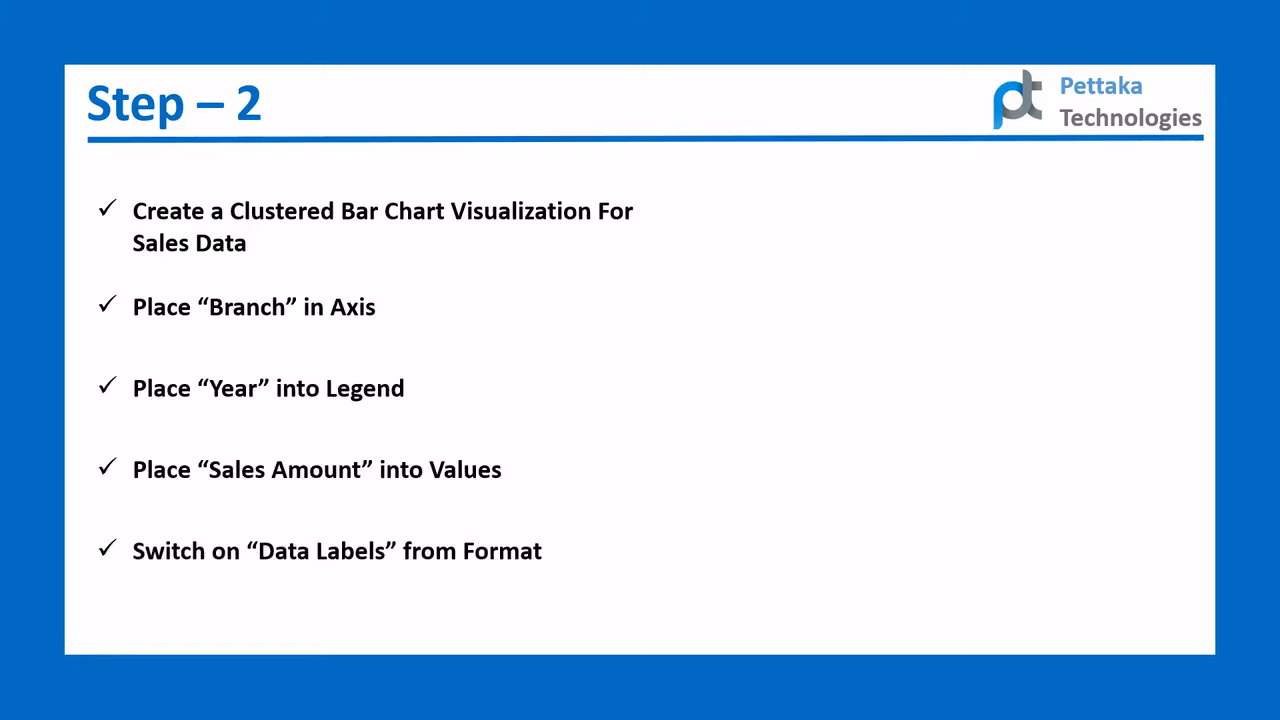 Step – 2
Pettaka
Technologies
✓ Create a Clustered Bar Chart Visualization For
Sales Data
✓ Place “Branch” in Axis
✓ Place “Year” into Legend
✓ Place “Sales Amount” into Values
✓ Switch on “Data Labels” from Format